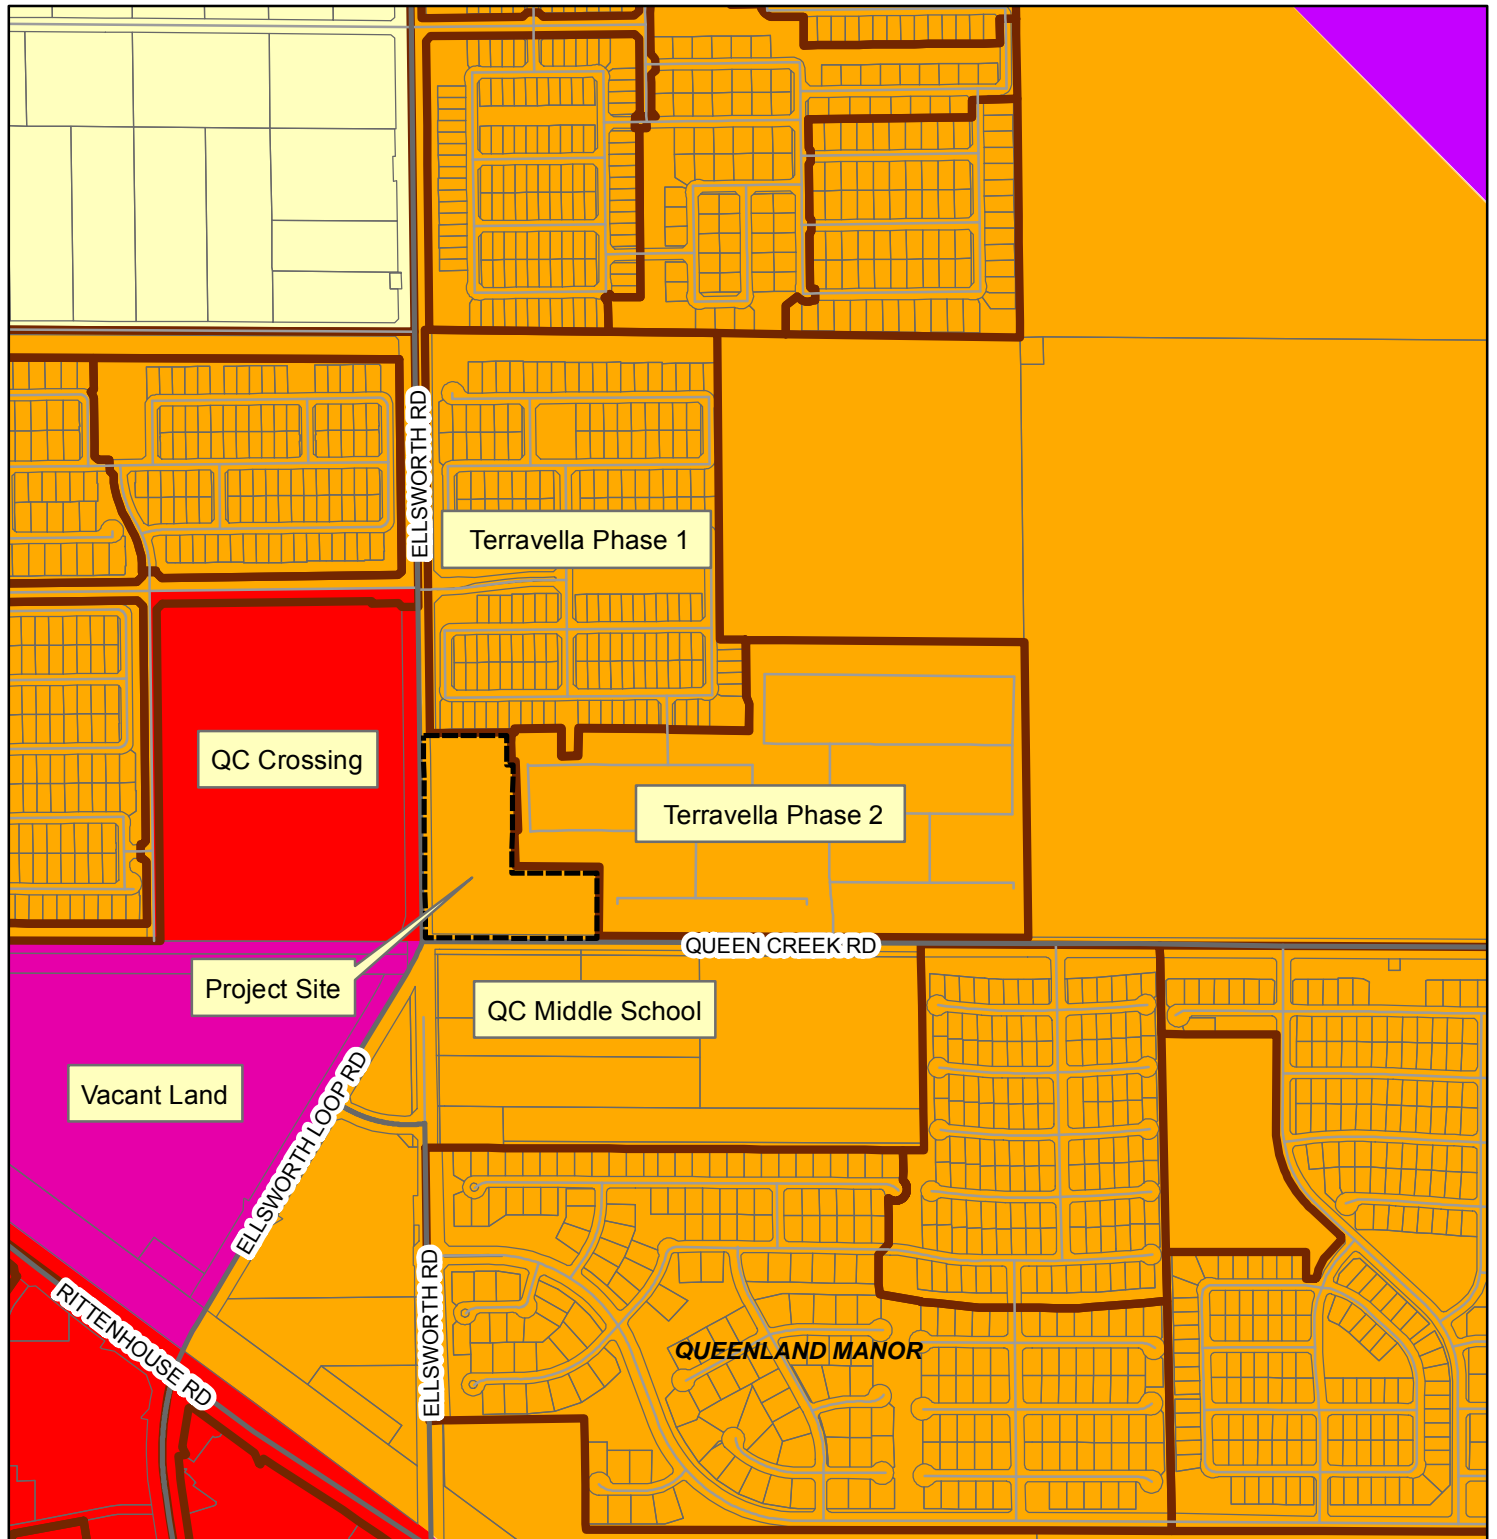 ELLSWORTH RD
Terravella Phase 1
QC Crossing
Terravella Phase 2
QUEEN CREEK RD
Project Site
QC Middle School
Vacant Land
ELLSWORTH LOOP RD
ELLSWORTH RD
RITTENHOUSE RD
QUEENLAND MANOR